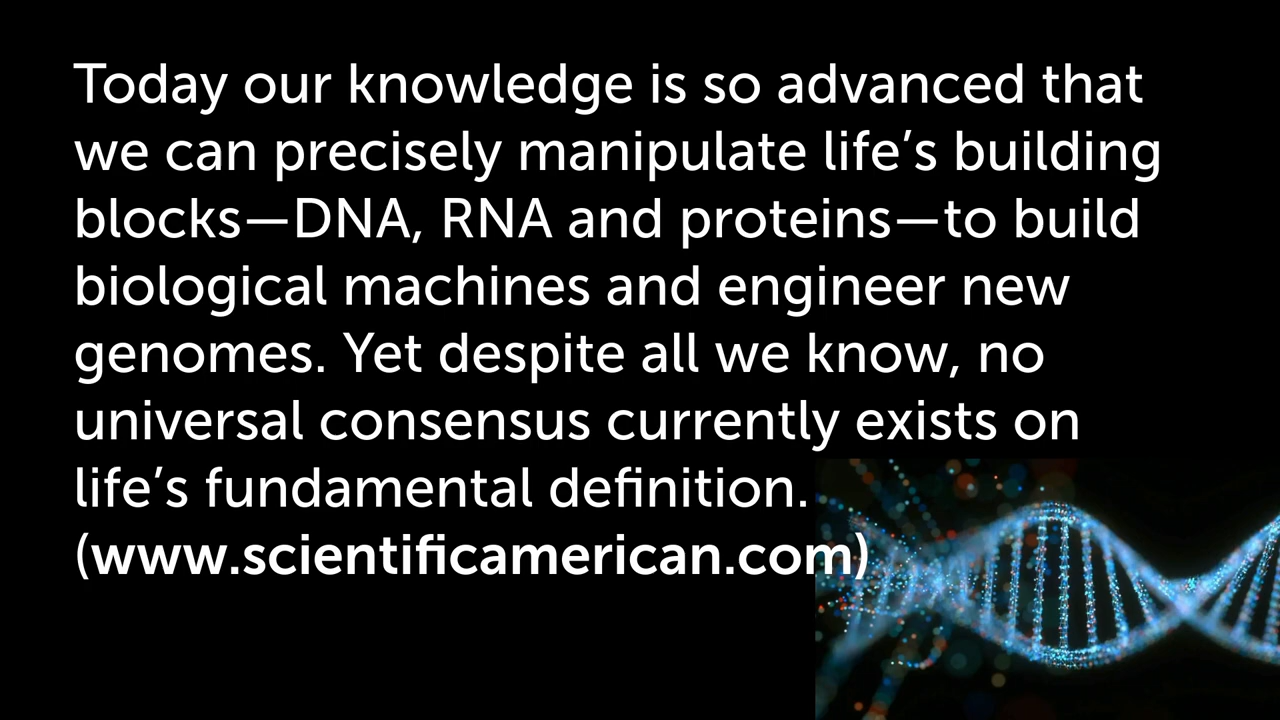 Today our knowledge is so advanced that
we can precisely manipulate life’s building
blocks—DNA, RNA and proteins—to build
biological machines and engineer new
genomes. Yet despite all we know, no
universal consensus currently exists on
life’s fundamental definition.
(www.scientificamerican.com)